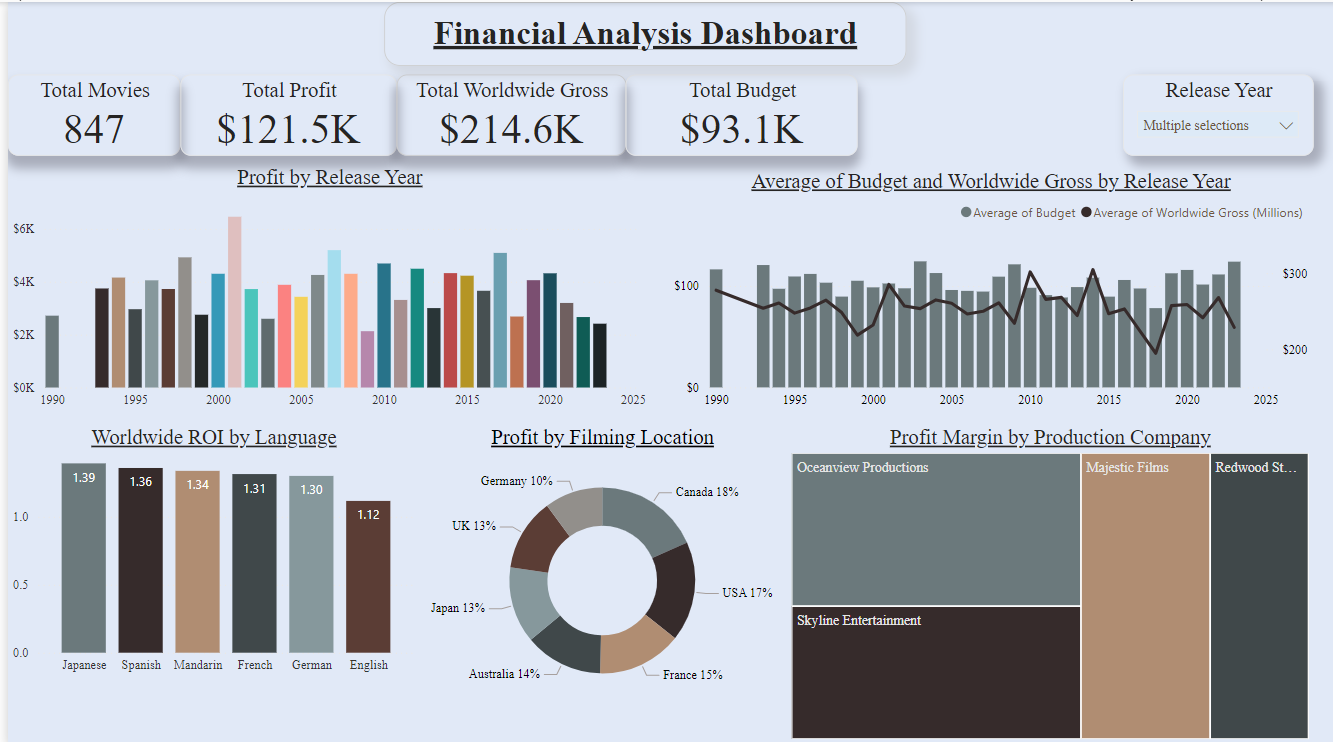 Financial Analysis Dashboard
Total Movies
847
Total Profit
$121.5K
Total Worldwide Gross
$214.6K
Total Budget
$93.1K
Release Year
Multiple selections
Profit by Release Year
$6K
$4K
$2K
$0K
1990 1995 2000 2005 2010 2015 2020 2025
Average of Budget and Worldwide Gross by Release Year
Average of Budget Average of Worldwide Gross (Millions)
$100
$0
$300
$200
1990 1995 2000 2005 2010 2015 2020 2025
Worldwide ROI by Language
1.0
0.5
0.0
1.39 1.36 1.34 1.31 1.30 1.12
Japanese Spanish Mandarin French German English
Profit by Filming Location
Germany 10%
Canada 18%
UK 13%
USA 17%
Japan 13%
Australia 14%
France 15%
Profit Margin by Production Company
Oceanview Productions
Majestic Films
Redwood St...
Skyline Entertainment